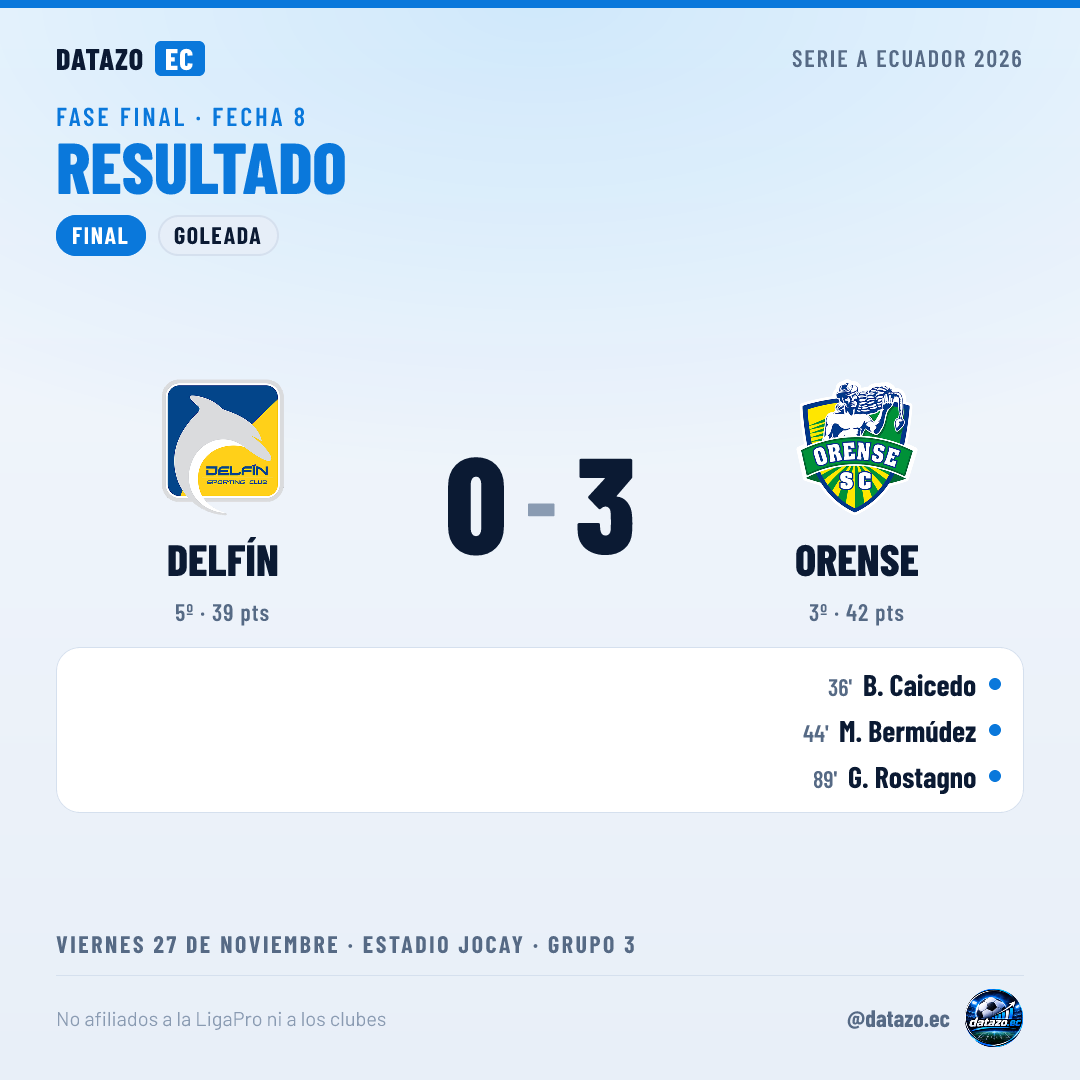 DATAZO EC
SERIE A ECUADOR 2026
FASE FINAL · FECHA 8
RESULTADO
FINAL
GOLEADA
DELFÍN
SPORTING CLUB
ORENSE
SC
0 - 3
DELFÍN
ORENSE
5º · 39 pts
3º · 42 pts
36' B. Caicedo
44' M. Bermúdez
89' G. Rostagno
VIERNES 27 DE NOVIEMBRE · ESTADIO JOCAY · GRUPO 3
No afiliados a la LigaPro ni a los clubes
@datazo.ec
datazo.ec